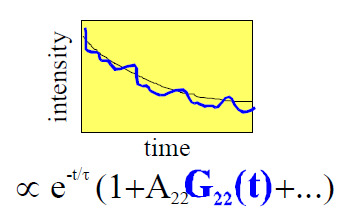 intensity
time
∝ e^-t/τ (1+A₂₂G₂₂(t)+...)